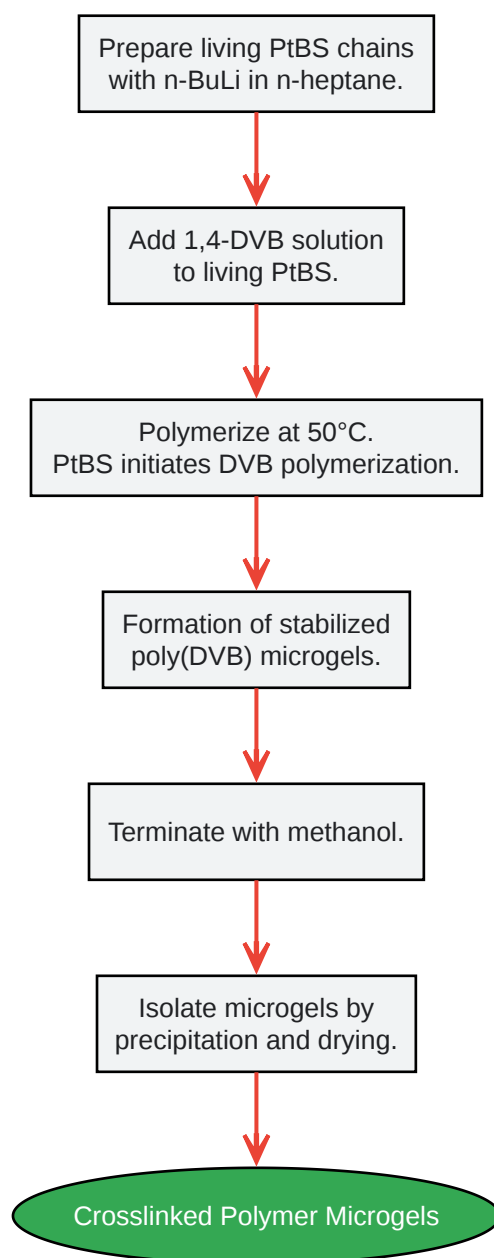 Prepare living PtBS chains
with n-BuLi in n-heptane.
Add 1,4-DVB solution
to living PtBS.
Polymerize at 50°C.
PtBS initiates DVB polymerization.
Formation of stabilized
poly(DVB) microgels.
Terminate with methanol.
Isolate microgels by
precipitation and drying.
Crosslinked Polymer Microgels